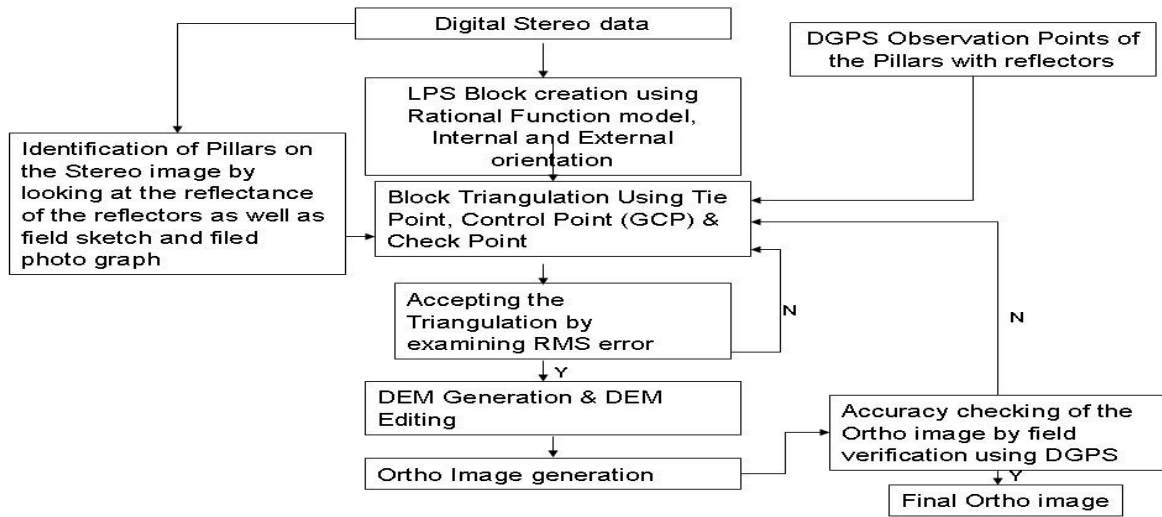 Digital Stereo data
DGPS Observation Points of
the Pillars with reflectors
LPS Block creation using
Rational Function model,
Internal and External
orientation
Identification of Pillars on
the Stereo image by
looking at the reflectance
of the reflectors as well as
field sketch and filed
photo graph
Block Triangulation Using Tie
Point, Control Point (GCP) &
Check Point
Accepting the
Triangulation by
examining RMS error
N
N
Y
DEM Generation & DEM
Editing
Accuracy checking of the
Ortho image by field
verification using DGPS
Ortho Image generation
Y
Final Ortho image